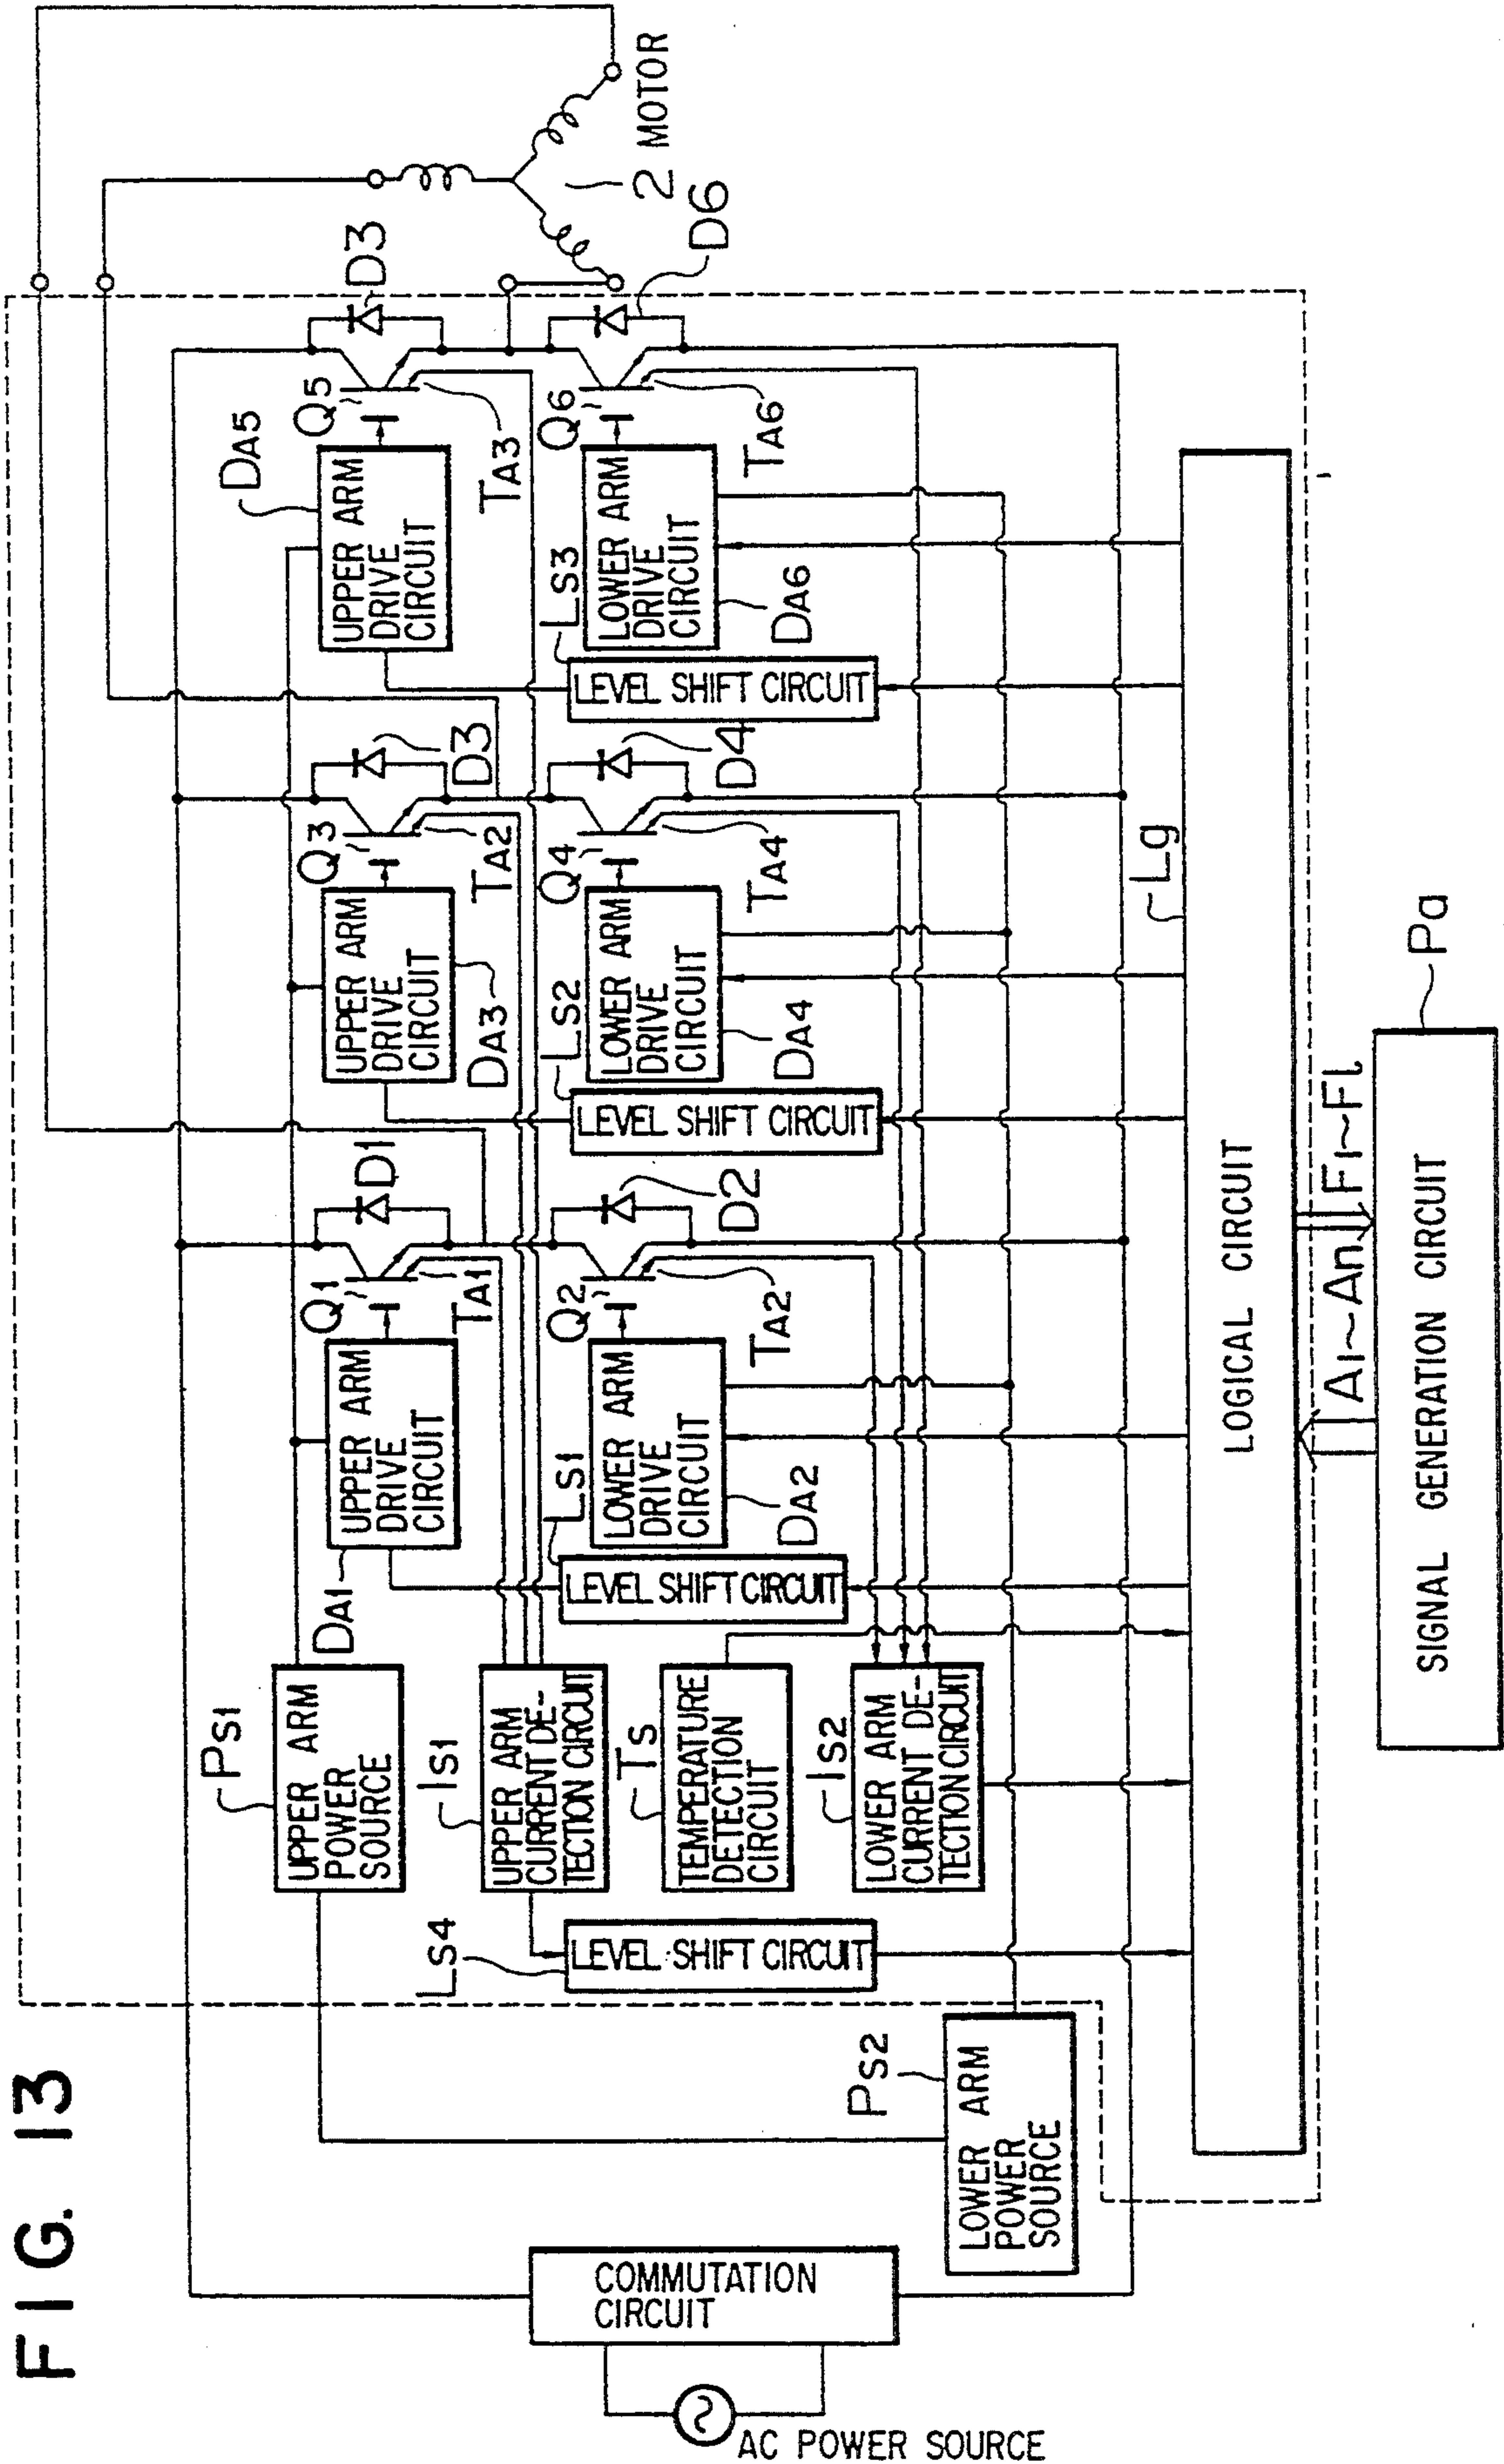 FIG. 13
AC POWER SOURCE
COMMUTATION
CIRCUIT
PS2
LOWER ARM
POWER
SOURCE
PS1
UPPER ARM
POWER
SOURCE
IS1
UPPER ARM
CURRENT DE-
TECTION CIRCUIT
TS
TEMPERATURE
DETECTION
CIRCUIT
IS2
LOWER ARM
CURRENT DE-
TECTION CIRCUIT
LS4
LEVEL SHIFT CIRCUIT
DA1
UPPER ARM
DRIVE
CIRCUIT
Q1
D1
TA1
LS1
LEVEL SHIFT CIRCUIT
LOWER ARM
DRIVE
CIRCUIT
DA2
Q2
D2
TA2
UPPER ARM
DRIVE
CIRCUIT
DA3
Q3
D3
TA2
LS2
LEVEL SHIFT CIRCUIT
LOWER ARM
DRIVE
CIRCUIT
DA4
Q4
D4
TA4
DA5
UPPER ARM
DRIVE
CIRCUIT
Q5
D3
TA3
LS3
LEVEL SHIFT CIRCUIT
LOWER ARM
DRIVE
CIRCUIT
DA6
Q6
D6
TA6
2 MOTOR
Lg
LOGICAL CIRCUIT
A1~An
F1~Fl
Pa
SIGNAL GENERATION CIRCUIT